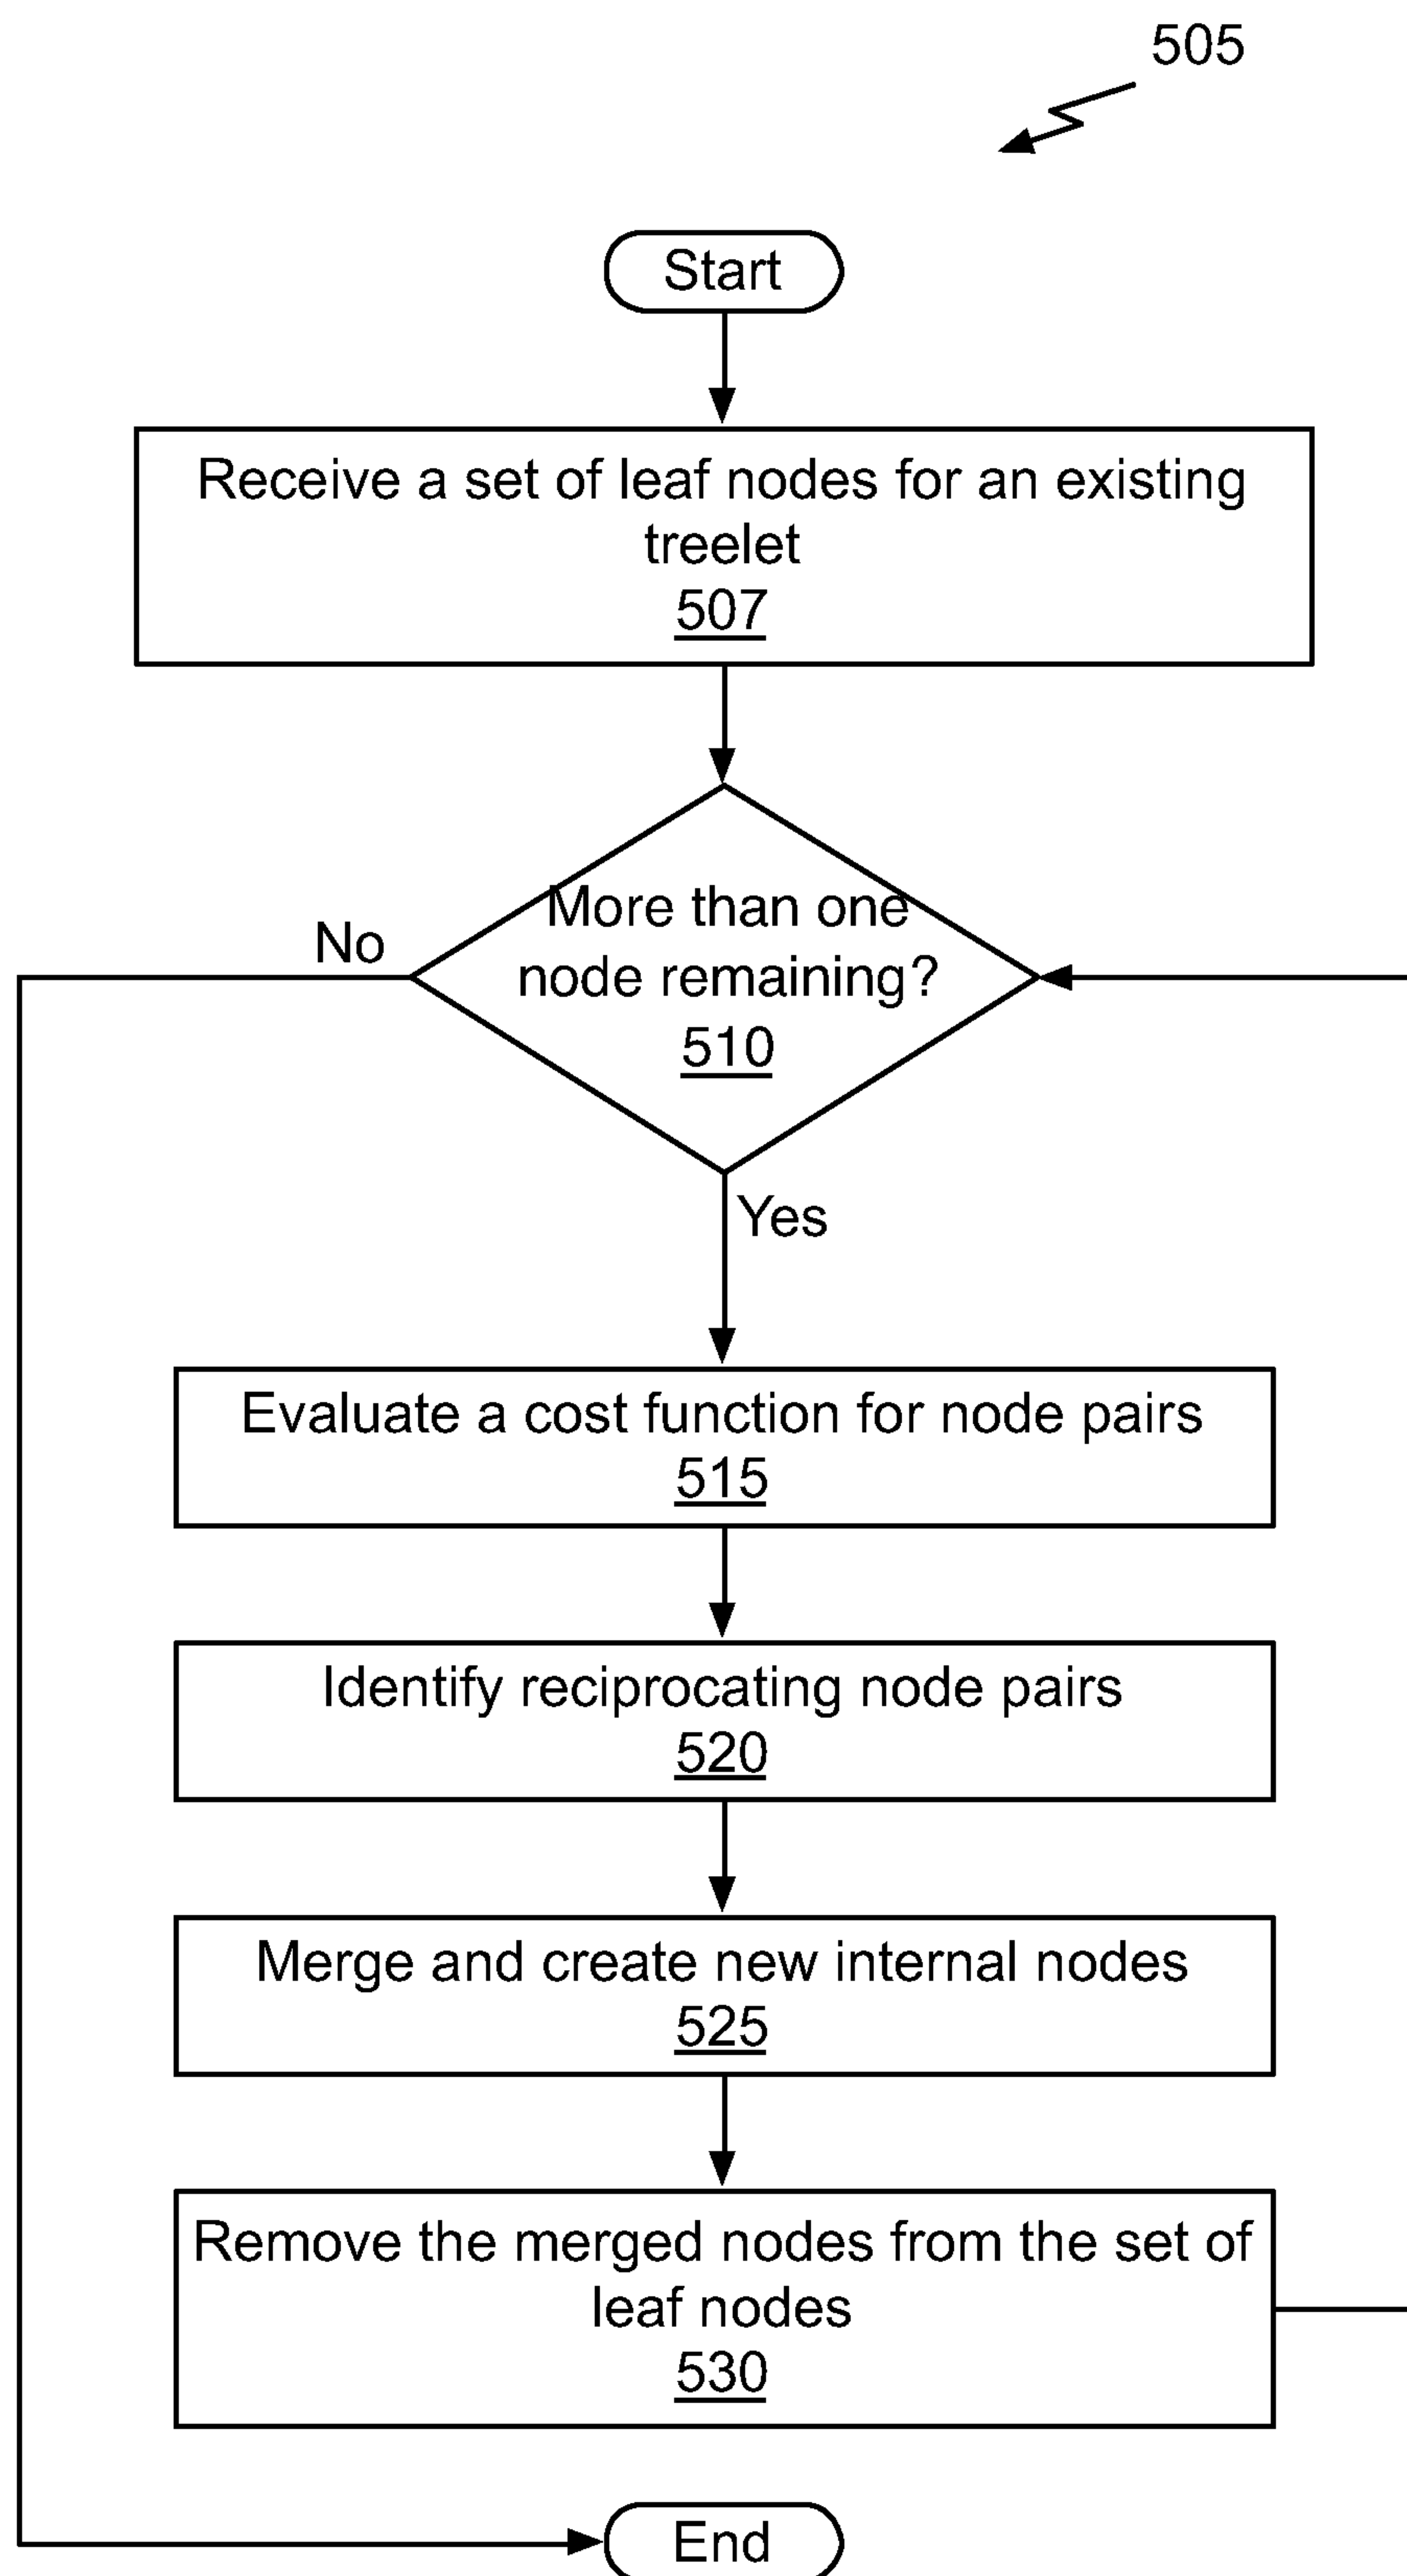 505
Start
Receive a set of leaf nodes for an existing
treelet
507
More than one
node remaining?
510
No
Yes
Evaluate a cost function for node pairs
515
Identify reciprocating node pairs
520
Merge and create new internal nodes
525
Remove the merged nodes from the set of
leaf nodes
530
End